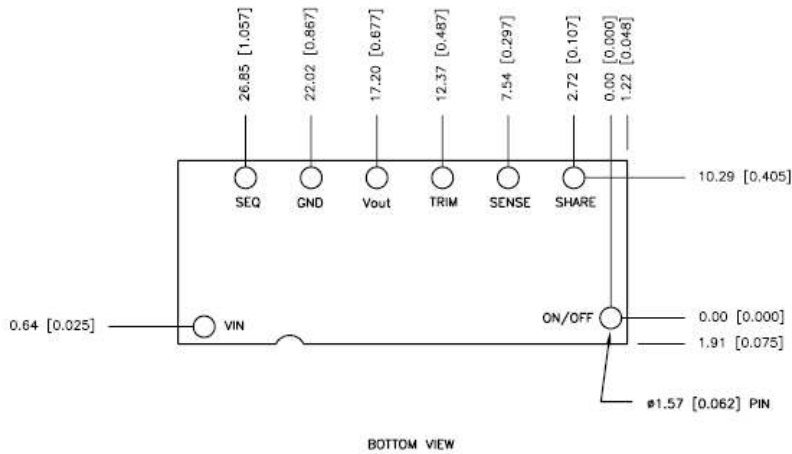 26.85 [1.057]
22.02 [0.867]
17.20 [0.677]
12.37 [0.487]
7.54 [0.297]
2.72 [0.107]
0.00 [0.000]
1.22 [0.048]
10.29 [0.405]
SEQ
GND
Vout
TRIM
SENSE
SHARE
0.64 [0.025]
VIN
ON/OFF
0.00 [0.000]
1.91 [0.075]
ø1.57 [0.062] PIN
BOTTOM VIEW